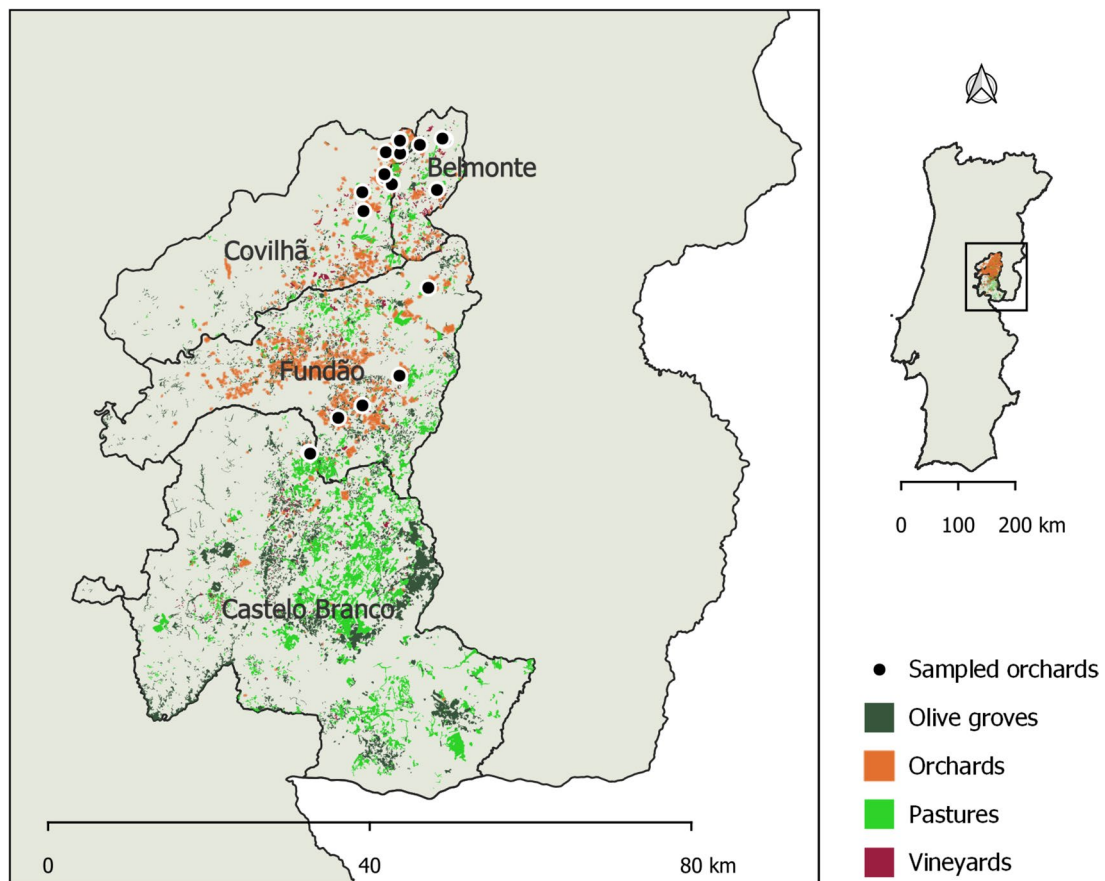 Belmonte
Covilhã
Fundão
Castelo Branco
0 40 80 km
0 100 200 km
Sampled orchards
Olive groves
Orchards
Pastures
Vineyards